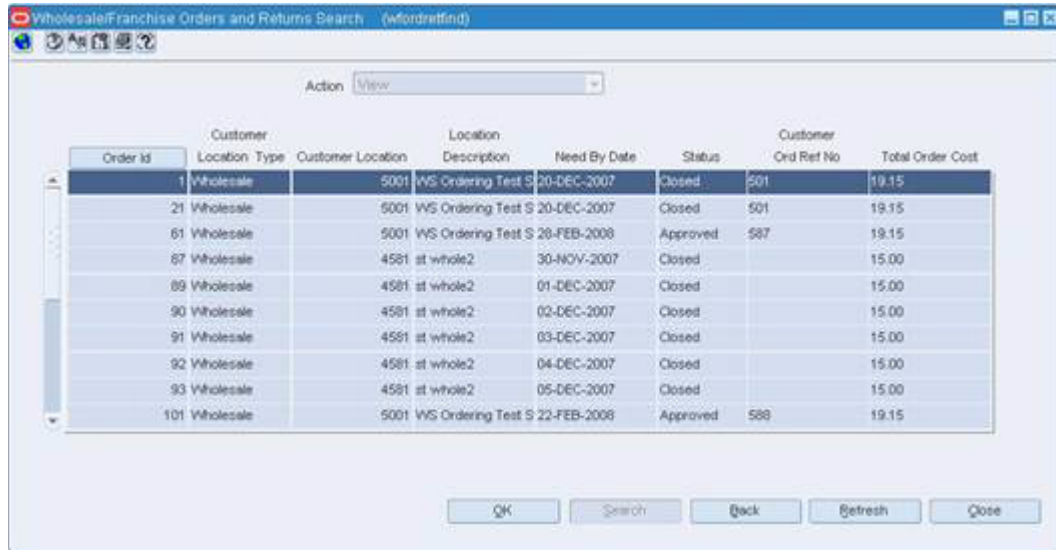 Wholesale/Franchise Orders and Returns Search (wfordretfind)
Action View
Customer Location Customer
Order Id Location Type Customer Location Description Need By Date Status Ord Ref No Total Order Cost
1 Wholesale 5001 WS Ordering Test S 20-DEC-2007 Closed 501 19.15
21 Wholesale 5001 WS Ordering Test S 20-DEC-2007 Closed 501 19.15
61 Wholesale 5001 WS Ordering Test S 28-FEB-2008 Approved 587 19.15
87 Wholesale 4581 st whole2 30-NOV-2007 Closed 15.00
89 Wholesale 4581 st whole2 01-DEC-2007 Closed 15.00
90 Wholesale 4581 st whole2 02-DEC-2007 Closed 15.00
91 Wholesale 4581 st whole2 03-DEC-2007 Closed 15.00
92 Wholesale 4581 st whole2 04-DEC-2007 Closed 15.00
93 Wholesale 4581 st whole2 05-DEC-2007 Closed 15.00
101 Wholesale 5001 WS Ordering Test S 22-FEB-2008 Approved 588 19.15
OK Search Back Refresh Close